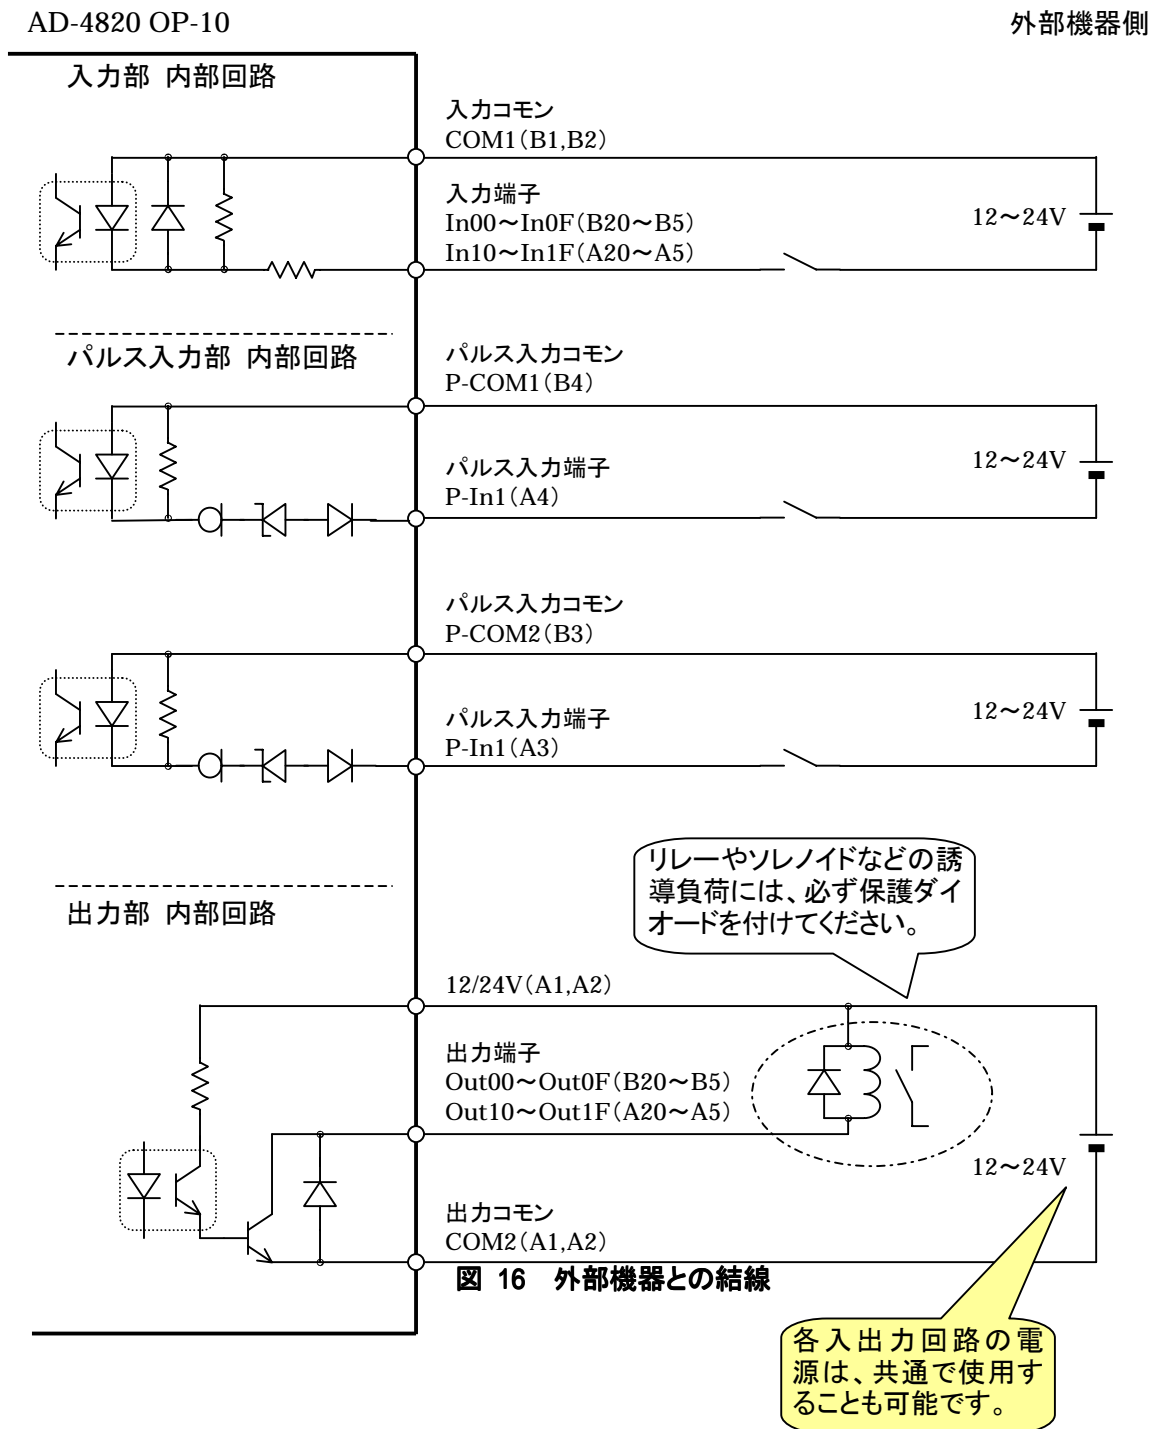 AD-4820 OP-10
外部機器側
入力部 内部回路
入力コモン
COM1(B1,B2)
入力端子
In00～In0F(B20～B5)
In10～In1F(A20～A5)
12～24V
パルス入力部 内部回路
パルス入力コモン
P-COM1(B4)
パルス入力端子
P-In1(A4)
12～24V
パルス入力コモン
P-COM2(B3)
パルス入力端子
P-In1(A3)
12～24V
リレーやソレノイドなどの誘
導負荷には、必ず保護ダイ
オードを付けてください。
出力部 内部回路
12/24V(A1,A2)
出力端子
Out00～Out0F(B20～B5)
Out10～Out1F(A20～A5)
12～24V
出力コモン
COM2(A1,A2)
図 16 外部機器との結線
各入出力回路の電
源は、共通で使用す
ることも可能です。